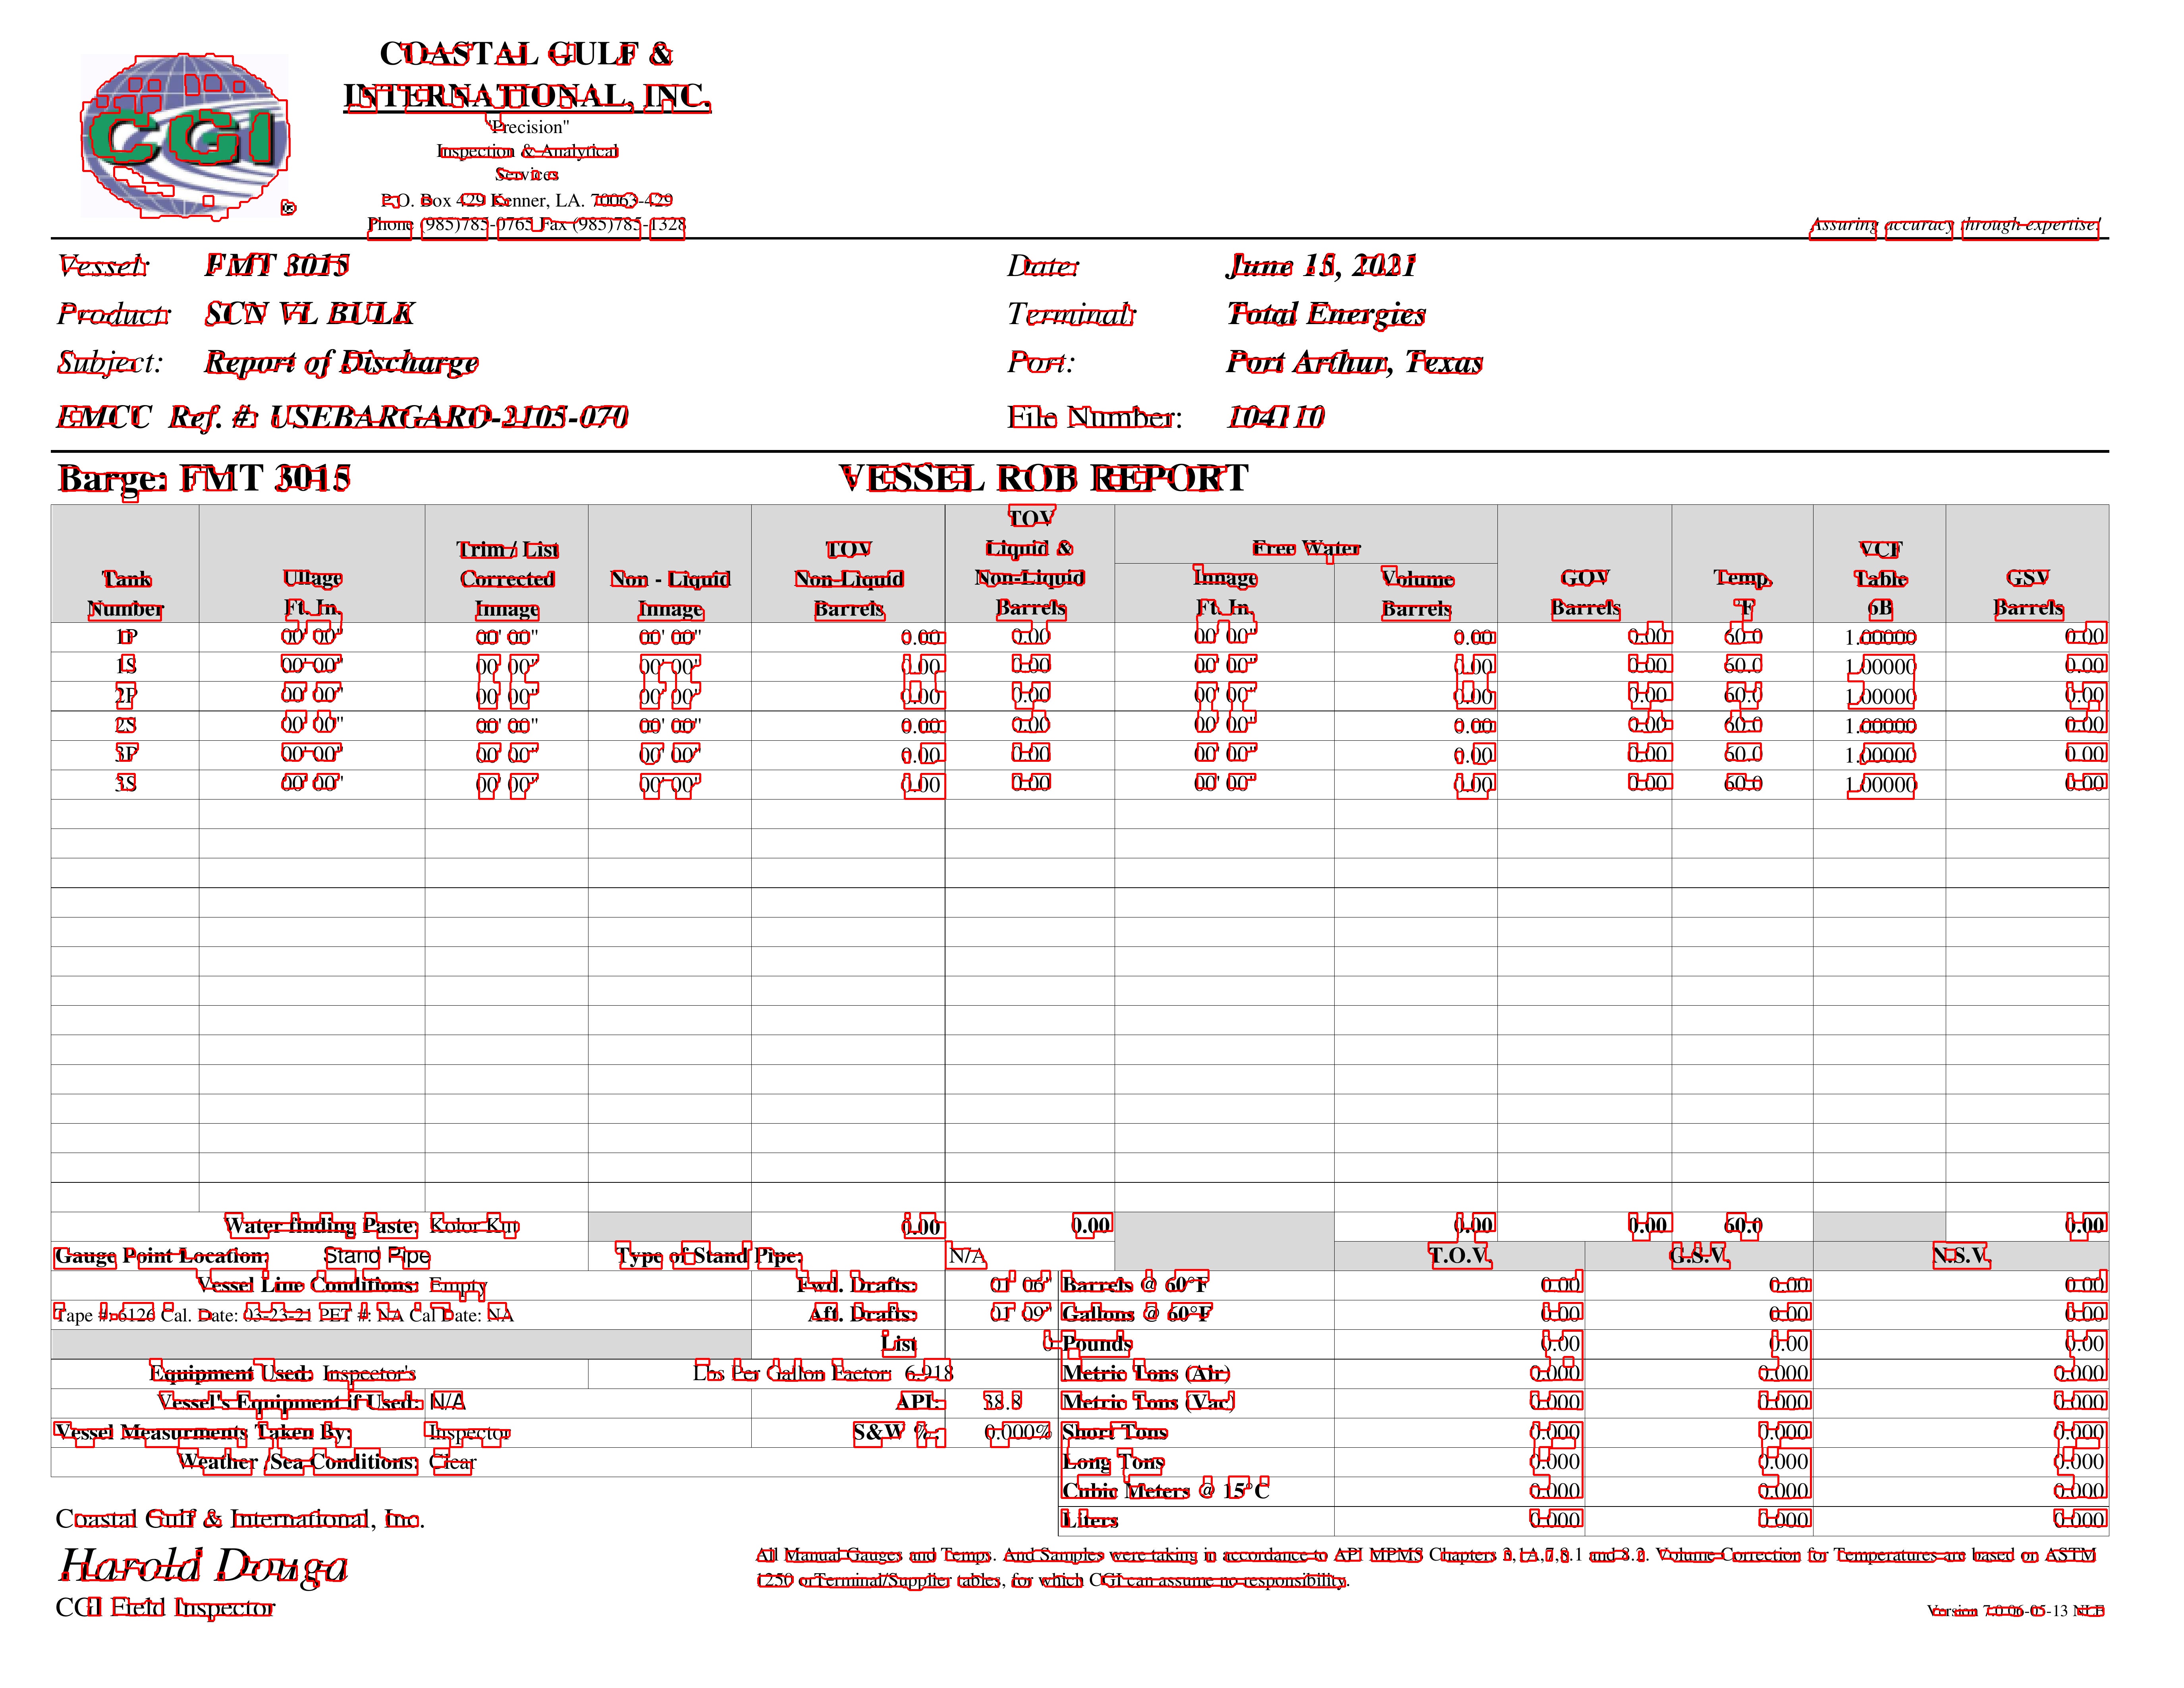 COASTAL GULF &
INTERNATIONAL, INC.
"Precision"
Inspection & Analytical
Services
P.O. Box 429 Kenner, LA. 70063-429
Phone (985)785-0765 Fax (985)785-1328
CGI ®
Assuring accuracy through expertise!
Vessel: FMT 3015 Date: June 15, 2021
Product: SCN VL BULK Terminal: Total Energies
Subject: Report of Discharge Port: Port Arthur, Texas
EMCC Ref. #: USEBARGARO-2105-070 File Number: 104710
Barge: FMT 3015 VESSEL ROB REPORT
TOV
Trim / List TOV Liquid & Free Water VCF
Tank Ullage Corrected Non - Liquid Non-Liquid Non-Liquid Innage Volume GOV Temp. Table GSV
Number Ft. In. Innage Innage Barrels Barrels Ft. In. Barrels Barrels °F 6B Barrels
1P 00' 00" 00' 00" 00' 00" 0.00 0.00 00' 00" 0.00 0.00 60.0 1.00000 0.00
1S 00' 00" 00' 00" 00' 00" 0.00 0.00 00' 00" 0.00 0.00 60.0 1.00000 0.00
2P 00' 00" 00' 00" 00' 00" 0.00 0.00 00' 00" 0.00 0.00 60.0 1.00000 0.00
2S 00' 00" 00' 00" 00' 00" 0.00 0.00 00' 00" 0.00 0.00 60.0 1.00000 0.00
3P 00' 00" 00' 00" 00' 00" 0.00 0.00 00' 00" 0.00 0.00 60.0 1.00000 0.00
3S 00' 00" 00' 00" 00' 00" 0.00 0.00 00' 00" 0.00 0.00 60.0 1.00000 0.00
Water finding Paste: Kolor Kut 0.00 0.00 0.00 0.00 60.0 0.00
Gauge Point Location: Stand Pipe Type of Stand Pipe: N/A T.O.V. G.S.V. N.S.V.
Vessel Line Conditions: Empty Fwd. Drafts: 01' 06" Barrels @ 60°F 0.00 0.00 0.00
Tape #: 6126 Cal. Date: 03-23-21 PET #: NA Cal Date: NA Aft. Drafts: 01' 09" Gallons @ 60°F 0.00 0.00 0.00
List 0 Pounds 0.00 0.00 0.00
Equipment Used: Inspector's Lbs Per Gallon Factor: 6.918 Metric Tons (Air) 0.000 0.000 0.000
Vessel's Equipment if Used: N/A API: 38.8 Metric Tons (Vac) 0.000 0.000 0.000
Vessel Measurments Taken By: Inspector S&W %: 0.000% Short Tons 0.000 0.000 0.000
Weather /Sea Conditions: Clear Long Tons 0.000 0.000 0.000
Cubic Meters @ 15°C 0.000 0.000 0.000
Coastal Gulf & International, Inc. Liters 0.000 0.000 0.000
Harold Douga
CGI Field Inspector
All Manual Gauges and Temps. And Samples were taking in accordance to API MPMS Chapters 3.1A,7,8.1 and 8.2. Volume Correction for Temperatures are based on ASTM
1250 orTerminal/Supplier tables, for which CGI can assume no responsibility.
Version 7.0 06-05-13 NLB